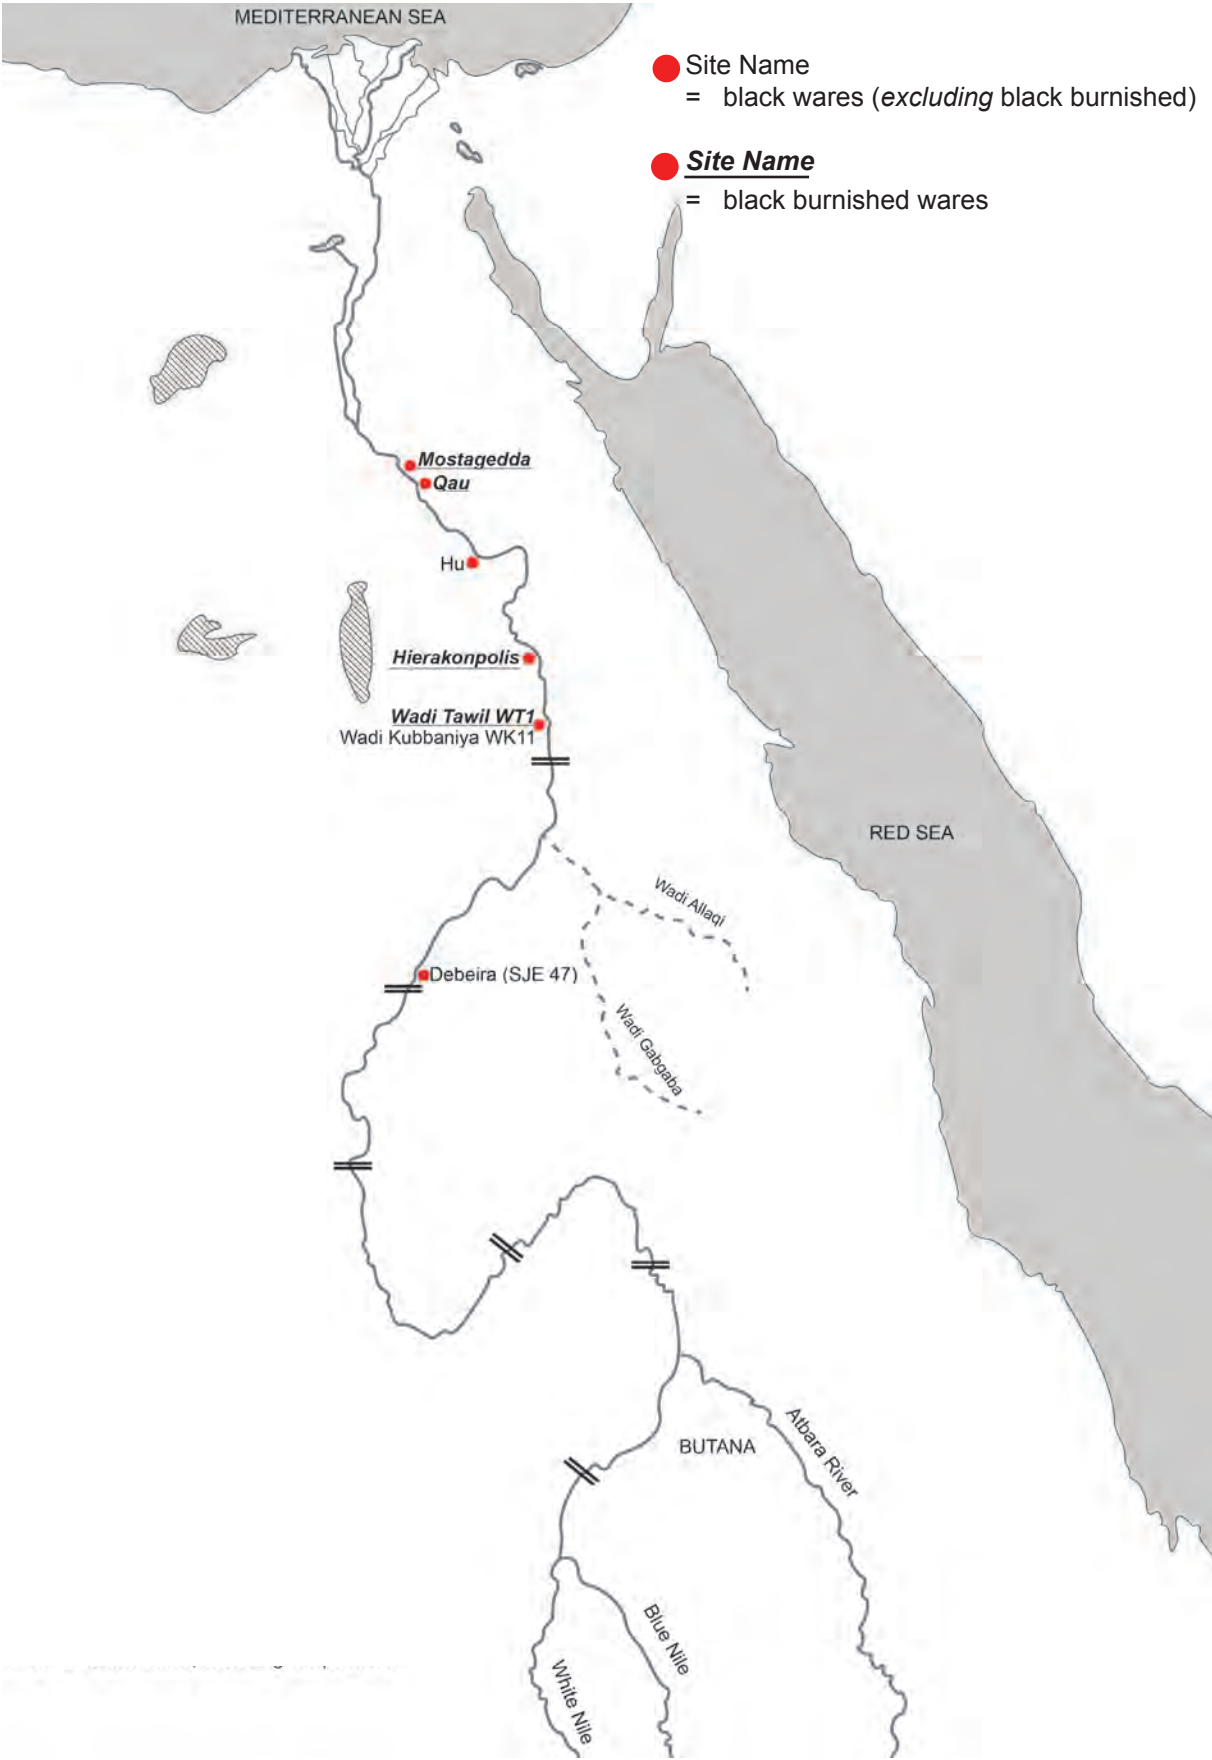 MEDITERRANEAN SEA
Site Name
= black wares (excluding black burnished)
Site Name
= black burnished wares
Mostagedda
Qau
Hu
Hierakonpolis
Wadi Tawil WT1
Wadi Kubbaniya WK11
RED SEA
Wadi Allaqi
Debeira (SJE 47)
Wadi Gabgaba
Atbara River
BUTANA
Blue Nile
White Nile